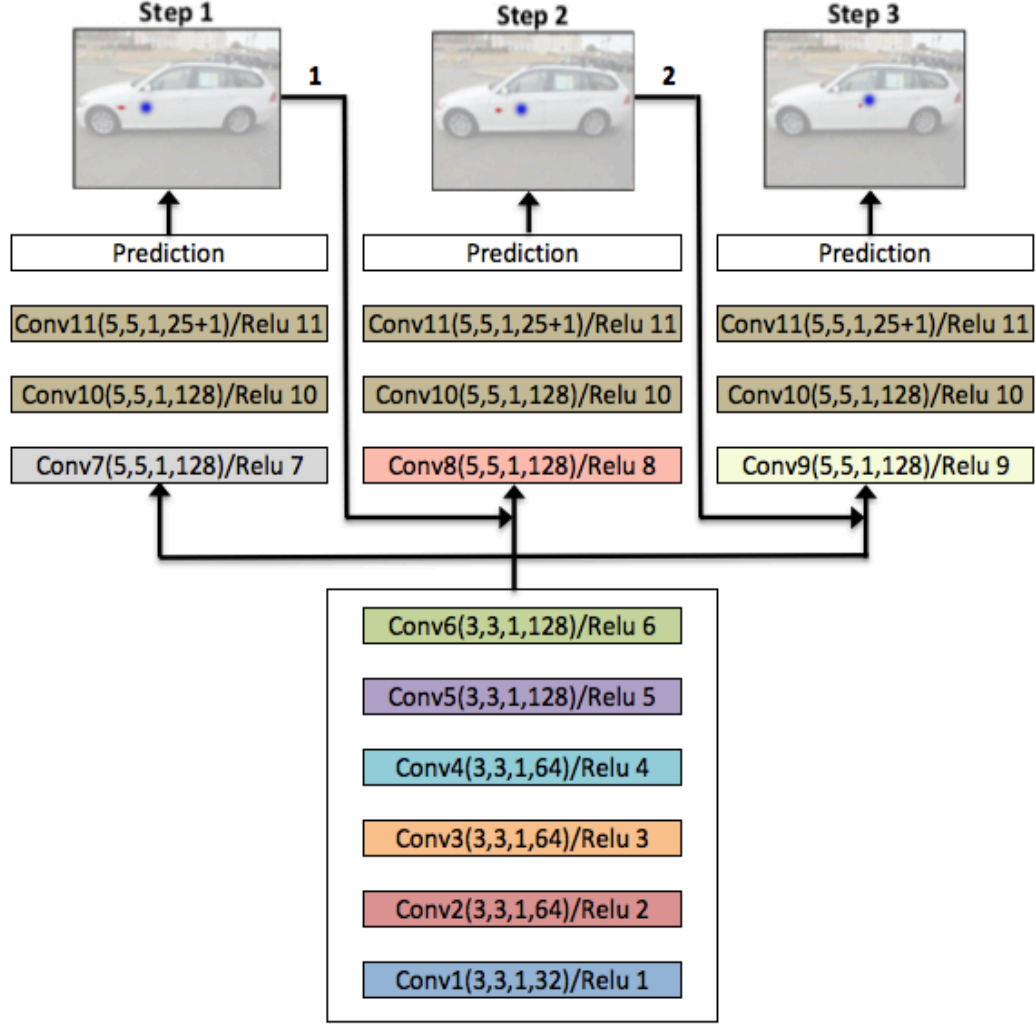 Step 1
Step 2
Step 3
1
2
Prediction
Prediction
Prediction
Conv11(5,5,1,25+1)/Relu 11
Conv11(5,5,1,25+1)/Relu 11
Conv11(5,5,1,25+1)/Relu 11
Conv10(5,5,1,128)/Relu 10
Conv10(5,5,1,128)/Relu 10
Conv10(5,5,1,128)/Relu 10
Conv7(5,5,1,128)/Relu 7
Conv8(5,5,1,128)/Relu 8
Conv9(5,5,1,128)/Relu 9
Conv6(3,3,1,128)/Relu 6
Conv5(3,3,1,128)/Relu 5
Conv4(3,3,1,64)/Relu 4
Conv3(3,3,1,64)/Relu 3
Conv2(3,3,1,64)/Relu 2
Conv1(3,3,1,32)/Relu 1